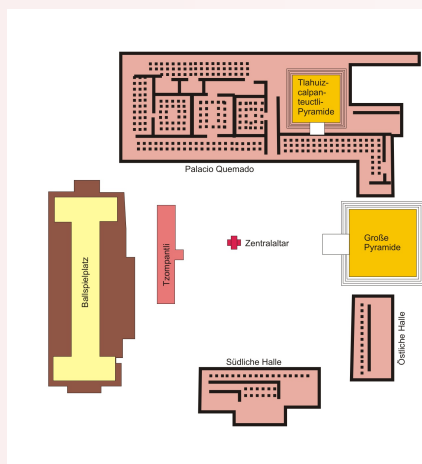 Tlahuiz-
calpan-
teuctli-
Pyramide
Palacio Quemado
Ballspielplatz
Tzompantli
Zentralaltar
Große
Pyramide
Östliche Halle
Südliche Halle